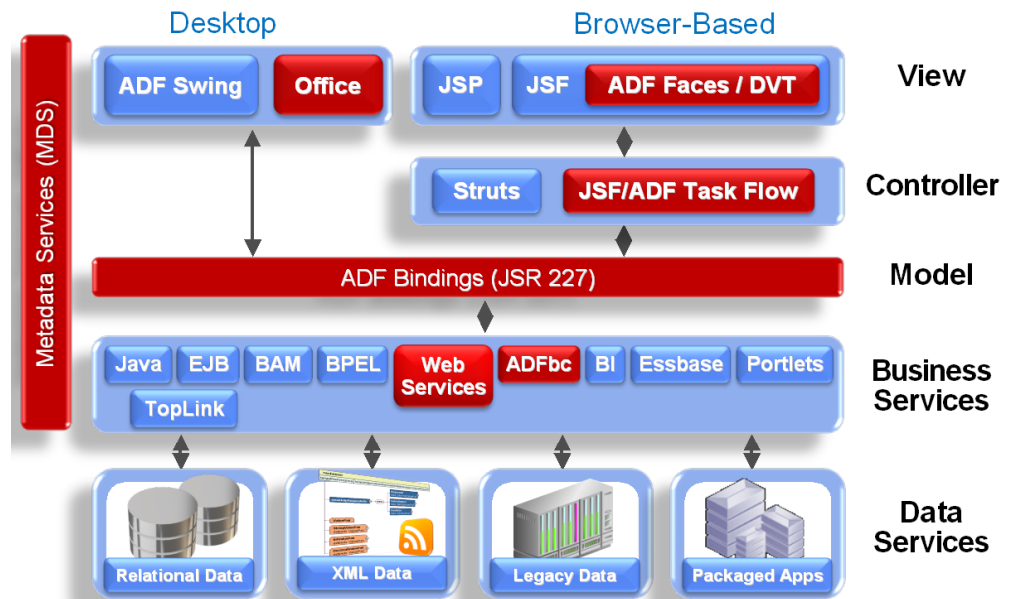 Desktop
Browser-Based
Metadata Services (MDS)
ADF Swing
Office
JSP
JSF
ADF Faces / DVT
View
Struts
JSF/ADF Task Flow
Controller
ADF Bindings (JSR 227)
Model
Java
EJB
BAM
BPEL
Web
Services
ADFbc
BI
Essbase
Portlets
TopLink
Business
Services
Relational Data
XML Data
Legacy Data
Packaged Apps
Data
Services